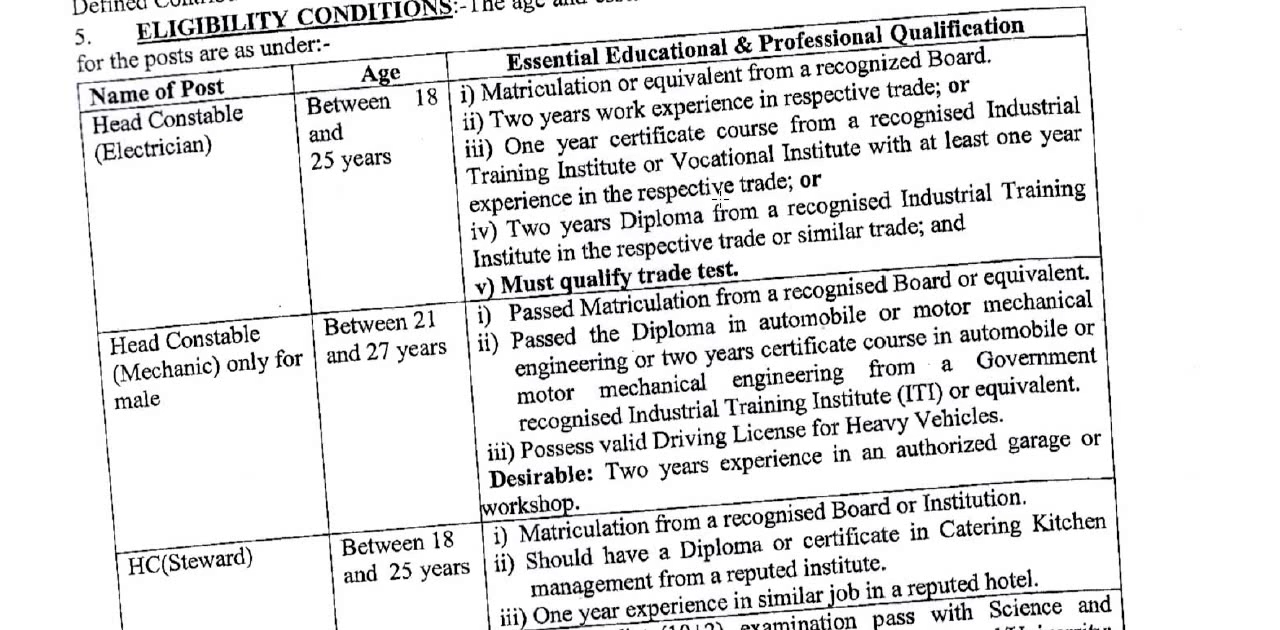 Defined
5. ELIGIBILITY CONDITIONS:-The age and
for the posts are as under:-
Name of Post
Age
Essential Educational & Professional Qualification
Head Constable
(Electrician)
Between 18
and
25 years
i) Matriculation or equivalent from a recognized Board.
ii) Two years work experience in respective trade; or
iii) One year certificate course from a recognised Industrial
Training Institute or Vocational Institute with at least one year
experience in the respective trade; or
iv) Two years Diploma from a recognised Industrial Training
Institute in the respective trade or similar trade; and
v) Must qualify trade test.
Head Constable
(Mechanic) only for
male
Between 21
and 27 years
i) Passed Matriculation from a recognised Board or equivalent.
ii) Passed the Diploma in automobile or motor mechanical
engineering or two years certificate course in automobile or
motor mechanical engineering from a Government
recognised Industrial Training Institute (ITI) or equivalent.
iii) Possess valid Driving License for Heavy Vehicles.
Desirable: Two years experience in an authorized garage or
workshop.
HC(Steward)
Between 18
and 25 years
i) Matriculation from a recognised Board or Institution.
ii) Should have a Diploma or certificate in Catering Kitchen
management from a reputed institute.
iii) One year experience in similar job in a reputed hotel.
examination pass with Science and